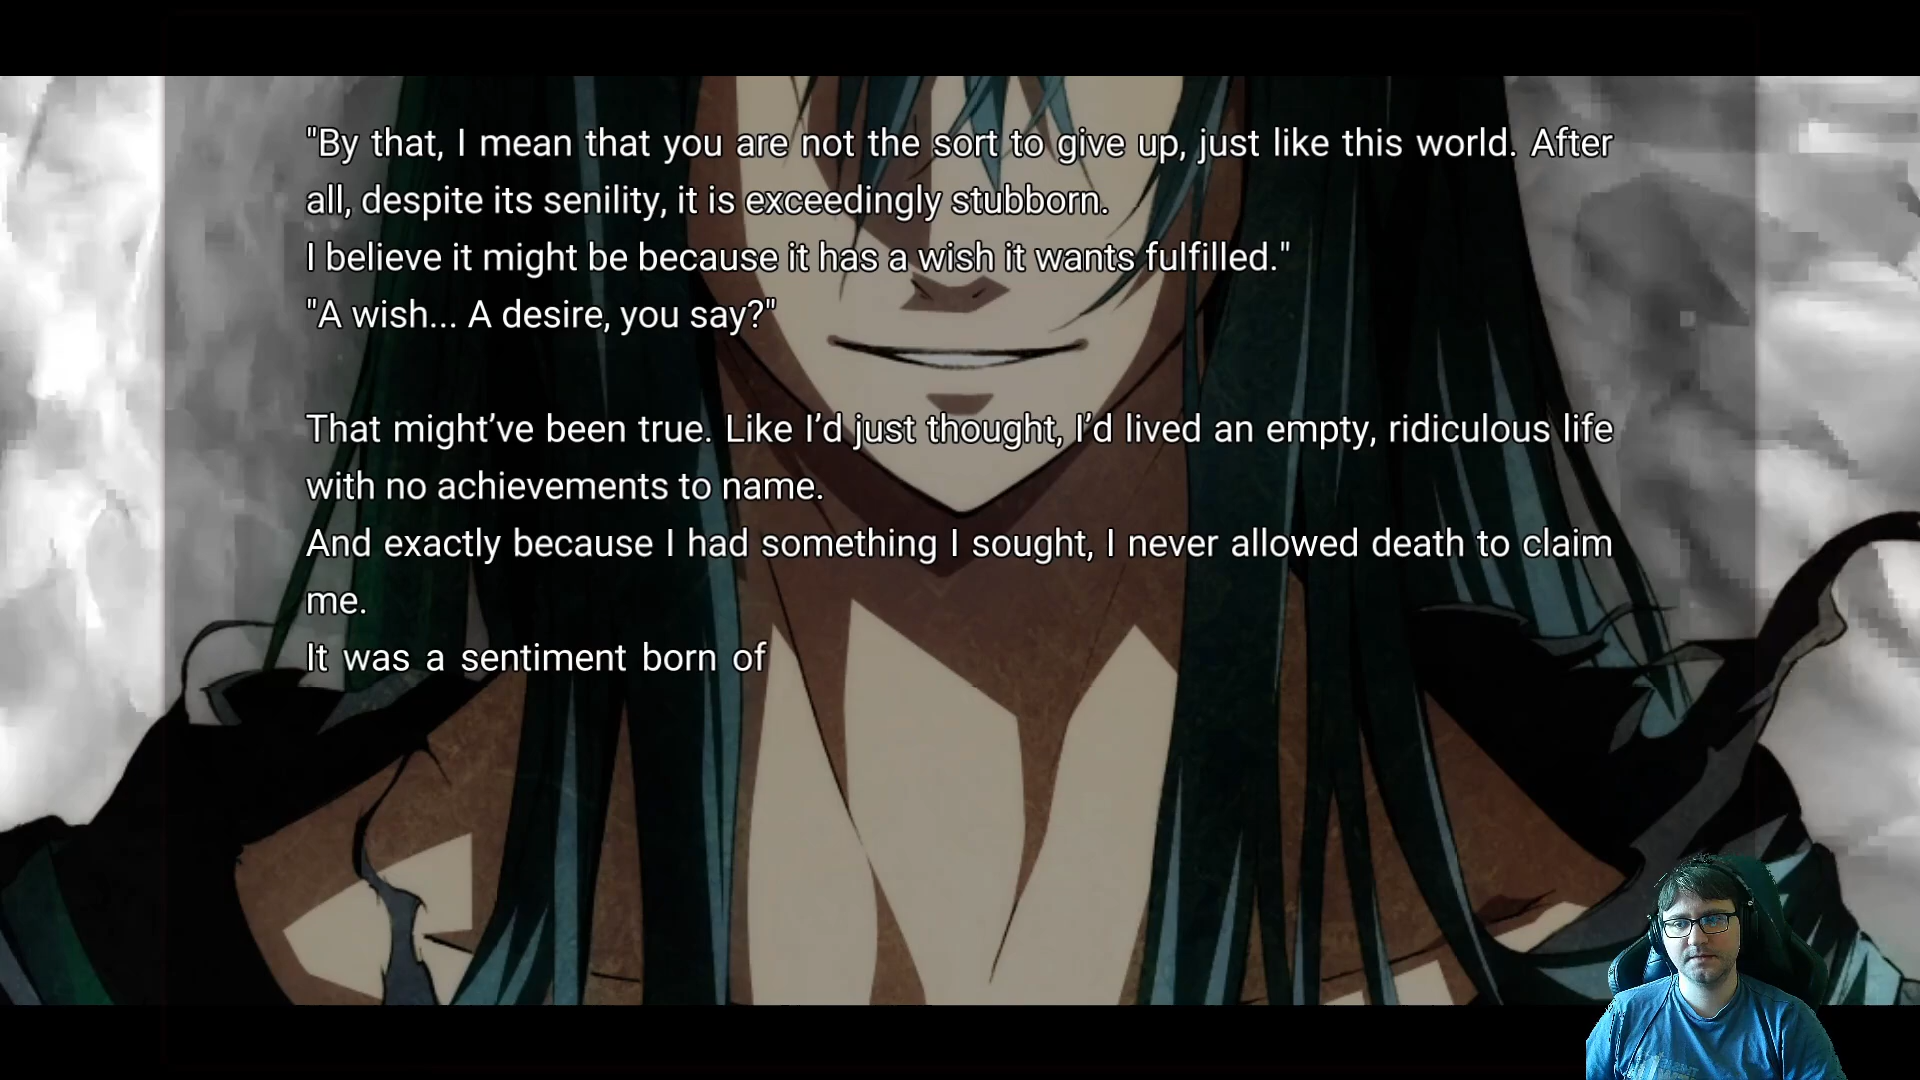 "By that, I mean that you are not the sort to give up, just like this world. After
all, despite its senility, it is exceedingly stubborn.
I believe it might be because it has a wish it wants fulfilled."
"A wish... A desire, you say?"
That might’ve been true. Like I’d just thought, I’d lived an empty, ridiculous life
with no achievements to name.
And exactly because I had something I sought, I never allowed death to claim
me.
It was a sentiment born of